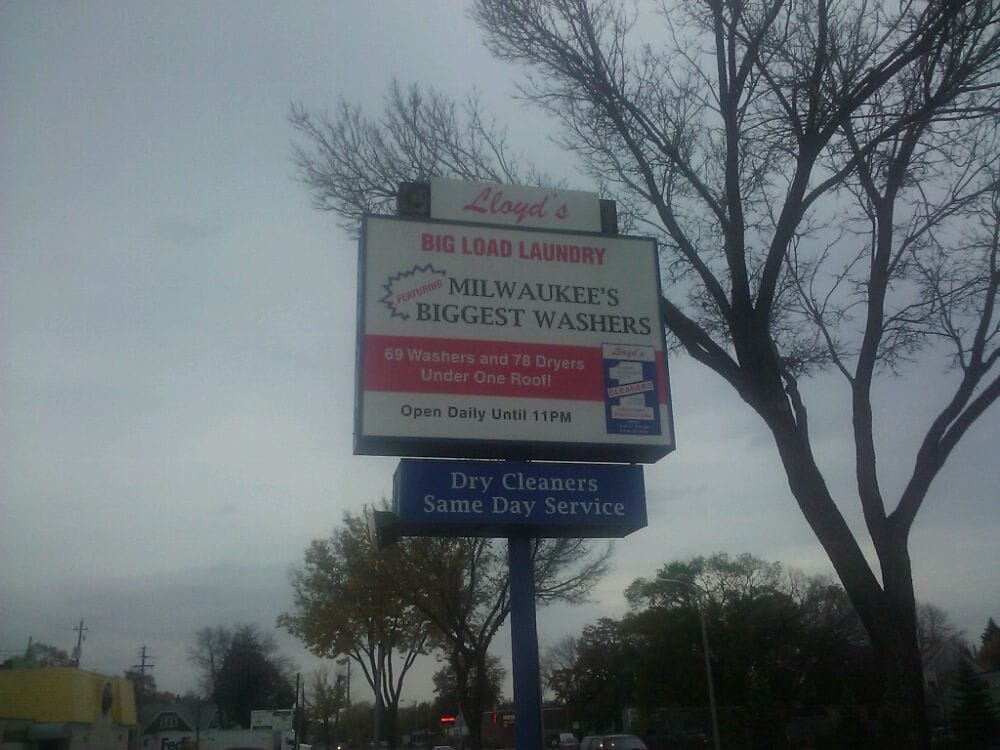 Lloyd's
BIG LOAD LAUNDRY
FEATURING
MILWAUKEE'S
BIGGEST WASHERS
69 Washers and 78 Dryers
Under One Roof!
Open Daily Until 11PM
Lloyd's
CLEANERS
Dry Cleaners
Same Day Service